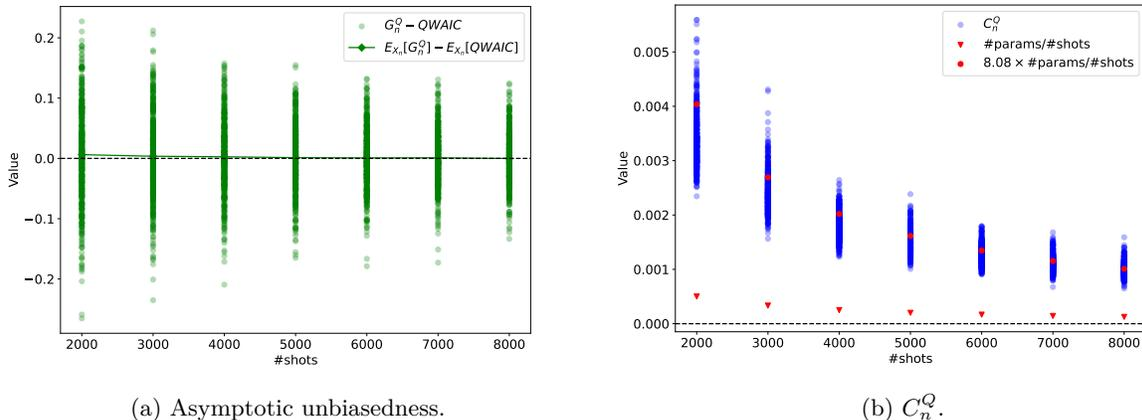 0.2
0.1
0.0
−0.1
−0.2
Value
2000 3000 4000 5000 6000 7000 8000
#shots
G_n^Q − QWAIC
E_{X_n}[G_n^Q] − E_{X_n}[QWAIC]
(a) Asymptotic unbiasedness.
0.005
0.004
0.003
0.002
0.001
0.000
Value
2000 3000 4000 5000 6000 7000 8000
#shots
C_n^Q
#params/#shots
8.08 × #params/#shots
(b) C_n^Q.